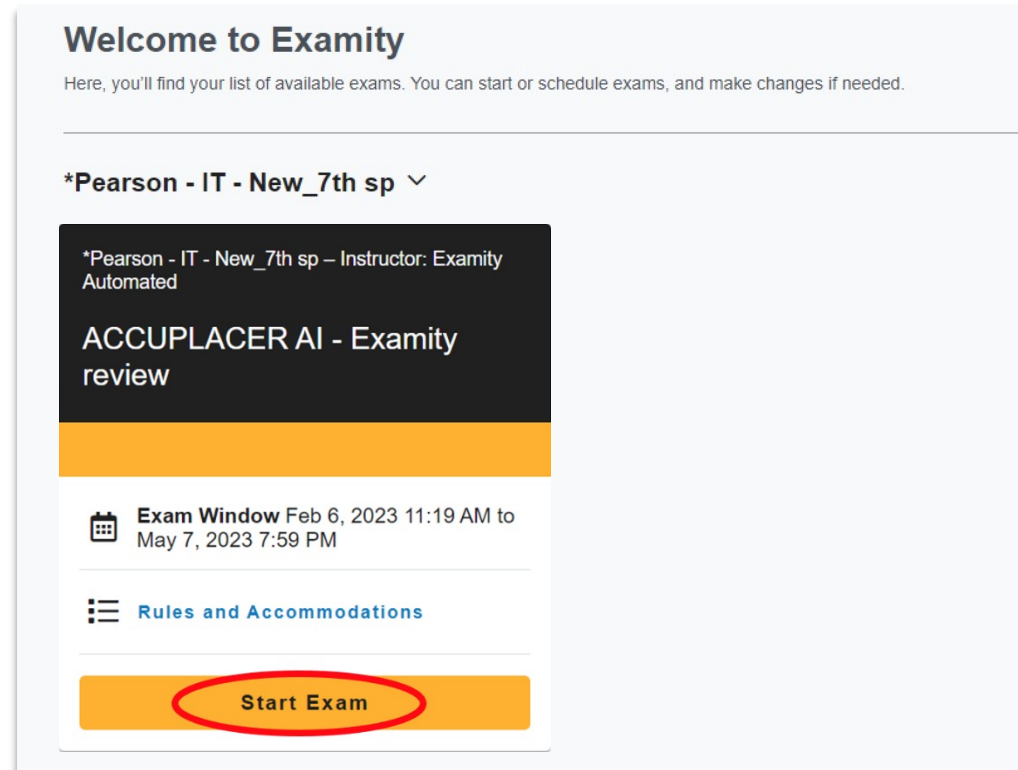 Welcome to Examity
Here, you'll find your list of available exams. You can start or schedule exams, and make changes if needed.
*Pearson - IT - New_7th sp
*Pearson - IT - New_7th sp – Instructor: Examity
Automated
ACCUPLACER AI - Examity
review
Exam Window Feb 6, 2023 11:19 AM to
May 7, 2023 7:59 PM
Rules and Accommodations
Start Exam